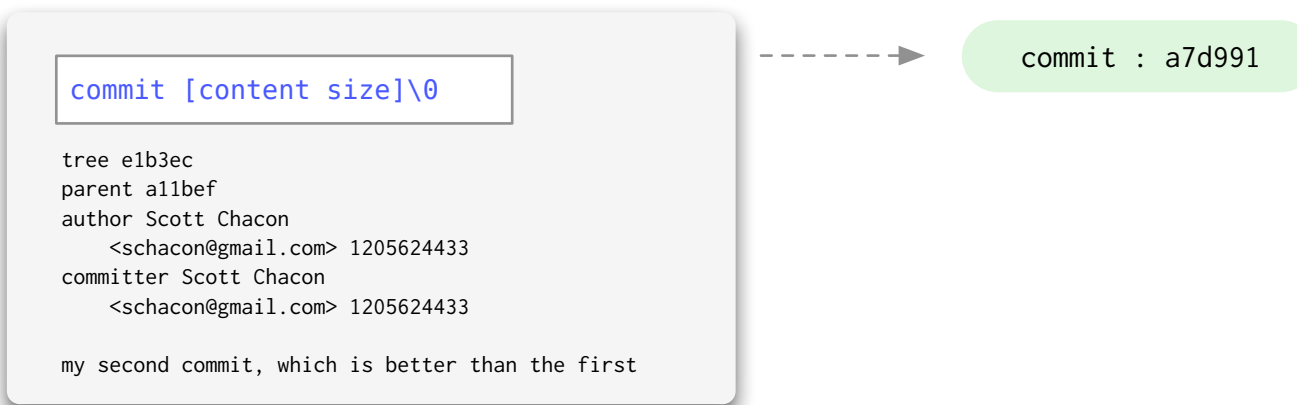 commit [content size]\0
commit : a7d991
tree e1b3ec
parent a11bef
author Scott Chacon
<schacon@gmail.com> 1205624433
committer Scott Chacon
<schacon@gmail.com> 1205624433
my second commit, which is better than the first